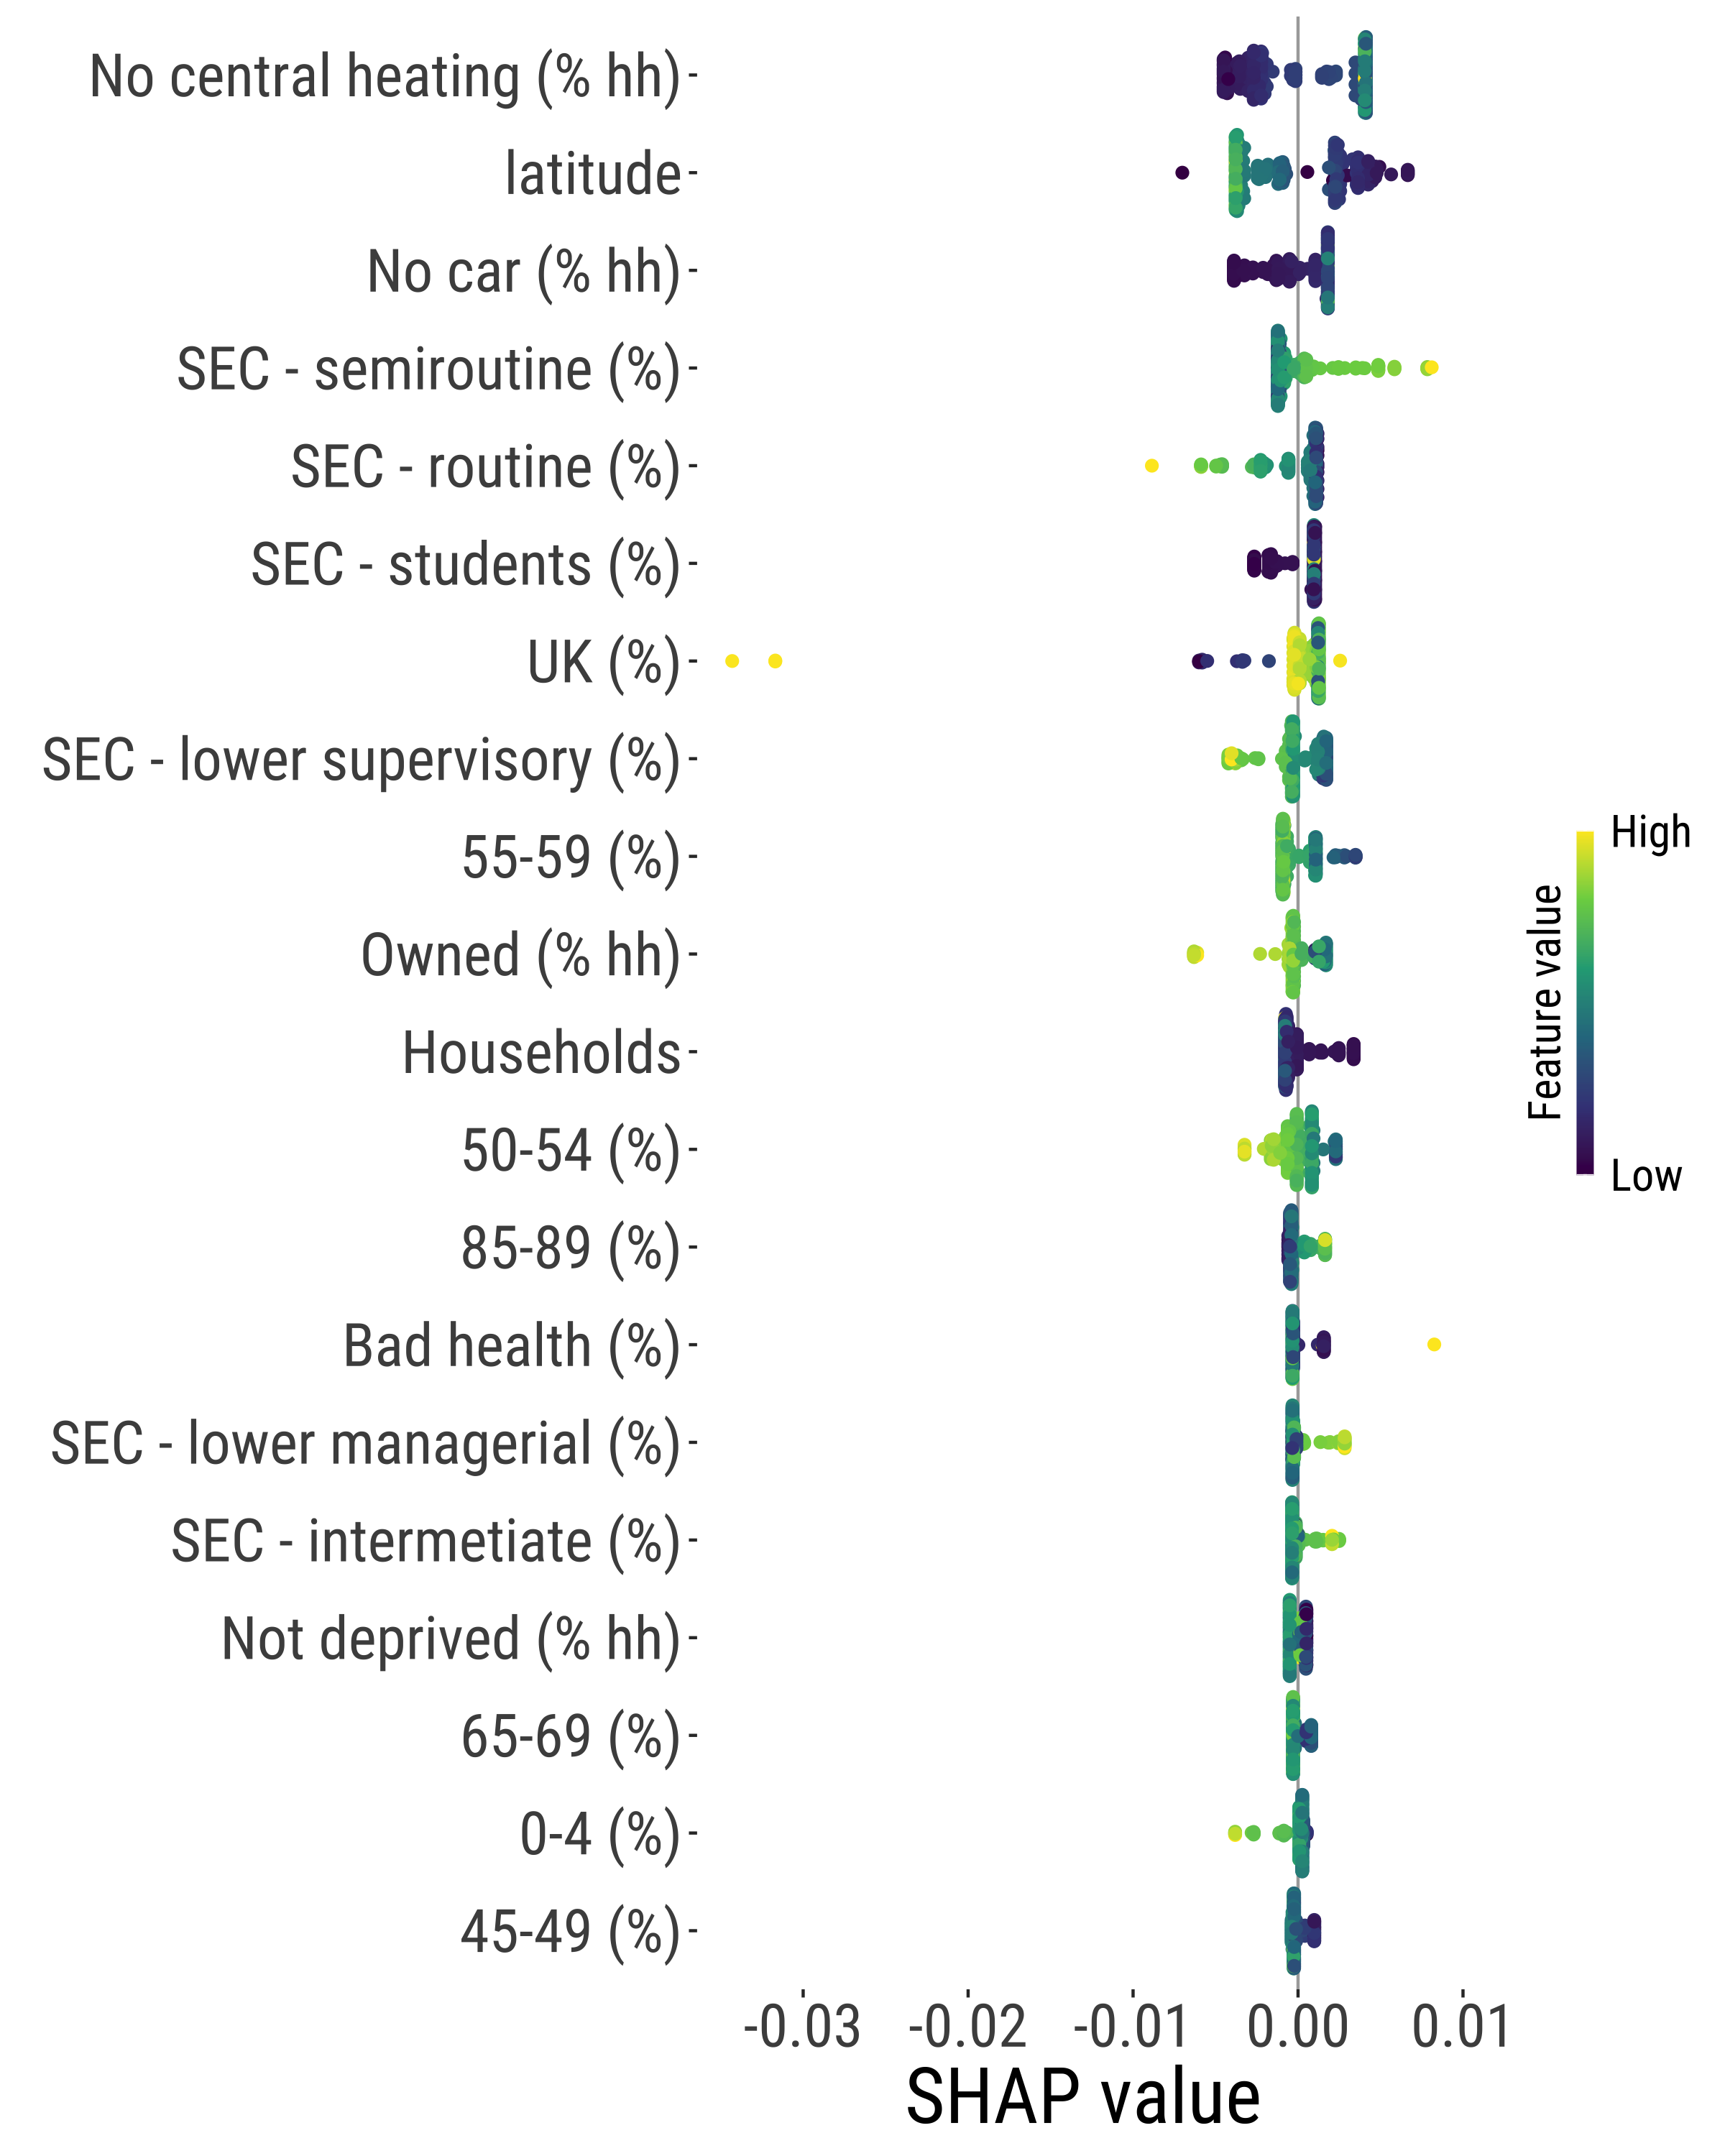 No central heating (% hh)
latitude
No car (% hh)
SEC - semiroutine (%)
SEC - routine (%)
SEC - students (%)
UK (%)
SEC - lower supervisory (%)
55-59 (%)
Owned (% hh)
Households
50-54 (%)
85-89 (%)
Bad health (%)
SEC - lower managerial (%)
SEC - intermetiate (%)
Not deprived (% hh)
65-69 (%)
0-4 (%)
45-49 (%)
-0.03 -0.02 -0.01 0.00 0.01
SHAP value
High
Feature value
Low